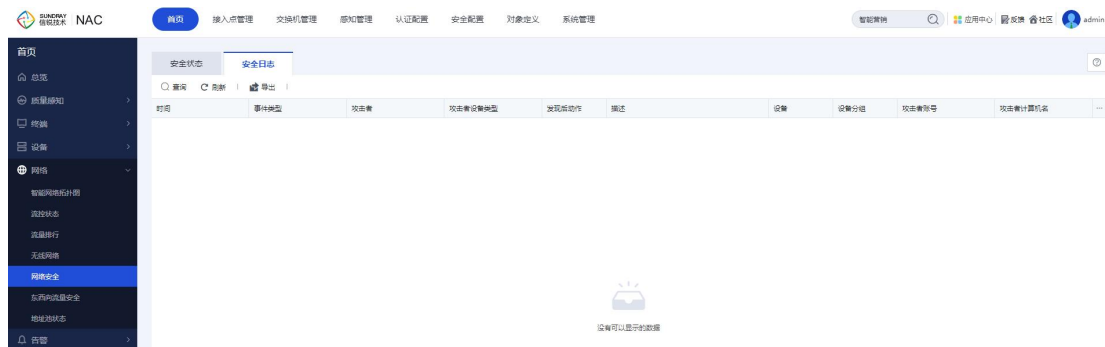 SUNDRAY
信锐技术 NAC 首页 接入点管理 交换机管理 感知管理 认证配置 安全配置 对象定义 系统管理 智能营销 应用中心 反馈 社区 admin
首页
安全状态 安全日志
总览
查询 刷新 导出
质量感知
时间 事件类型 攻击者 攻击者设备类型 发现后动作 描述 设备 设备分组 攻击者账号 攻击者计算机名 ...
终端
设备
网络
智能网络拓扑图
流控状态
流量排行
无线网络
网络安全
东西向流量安全
地址池状态
告警
没有可以显示的数据